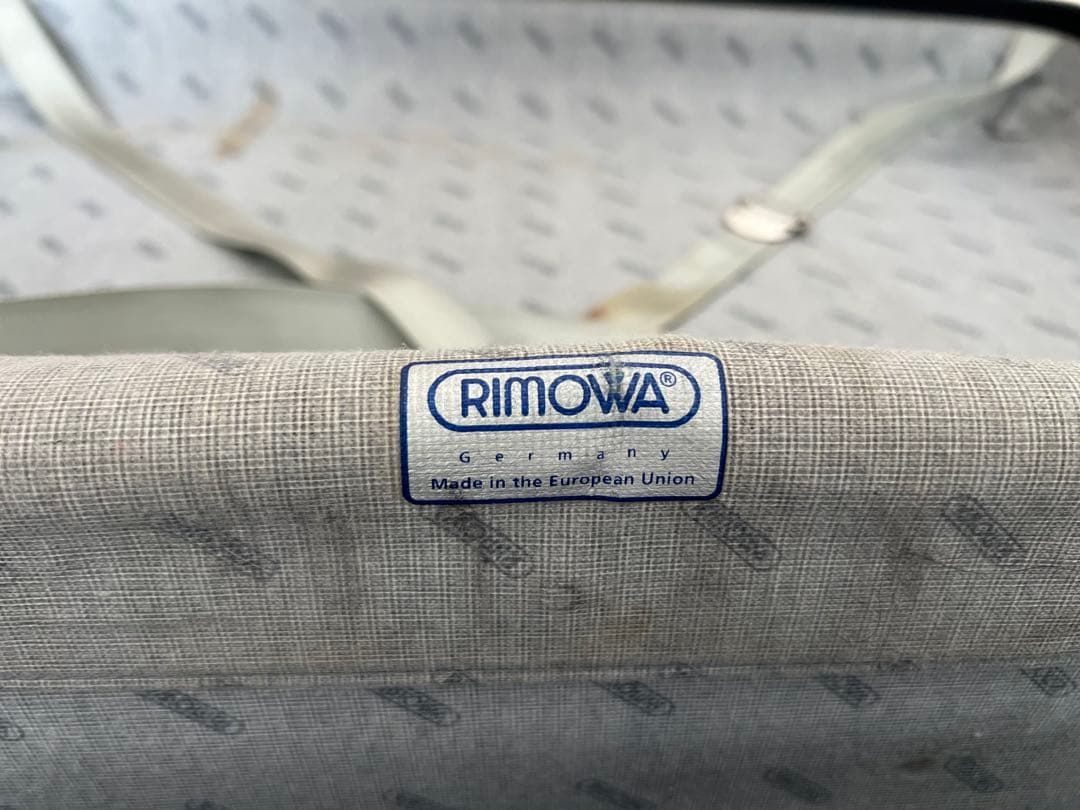 RIMOWA®
Germany
Made in the European Union